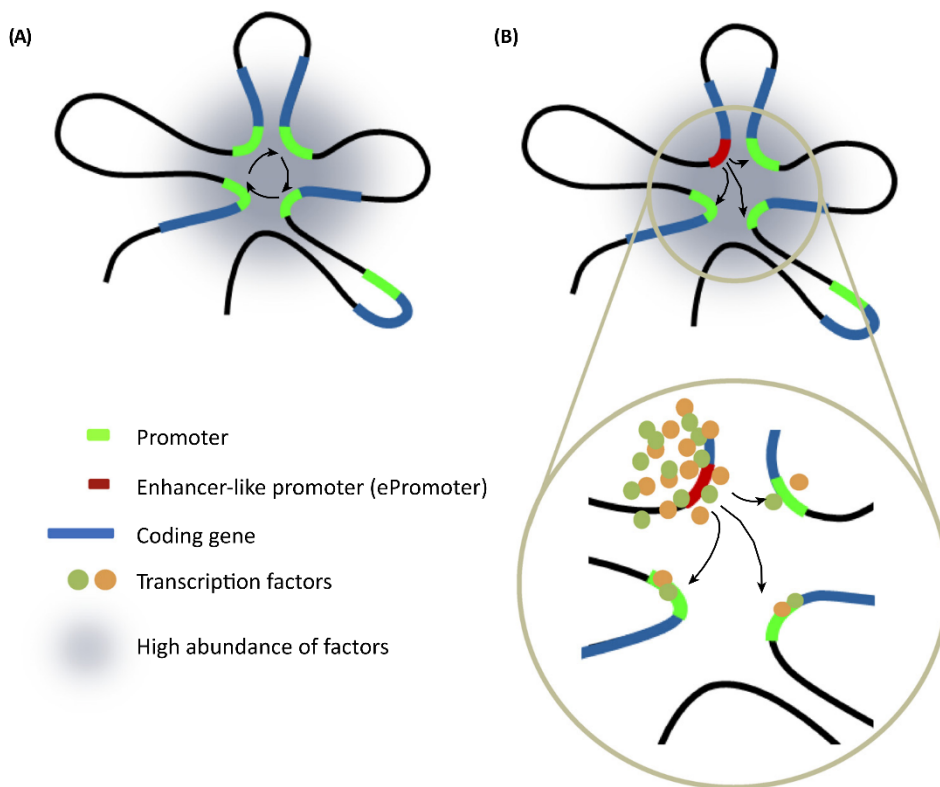 (A)
(B)
Promoter
Enhancer-like promoter (ePromoter)
Coding gene
Transcription factors
High abundance of factors